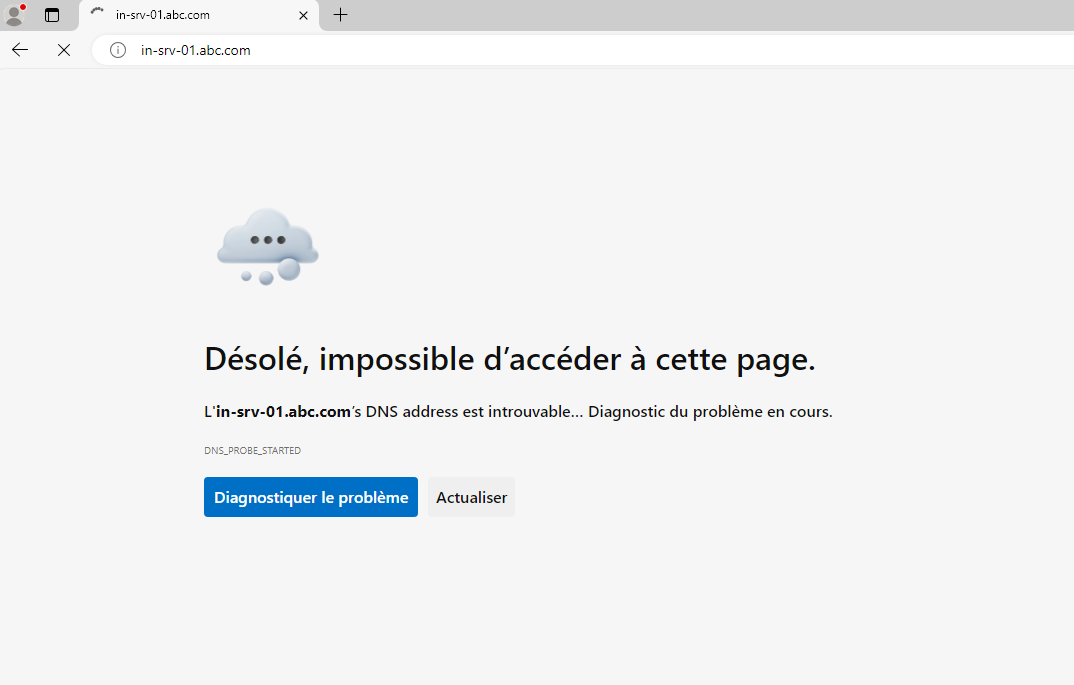 in-srv-01.abc.com
in-srv-01.abc.com
Désolé, impossible d’accéder à cette page.
L'in-srv-01.abc.com’s DNS address est introuvable... Diagnostic du problème en cours.
DNS_PROBE_STARTED
Diagnostiquer le problème Actualiser